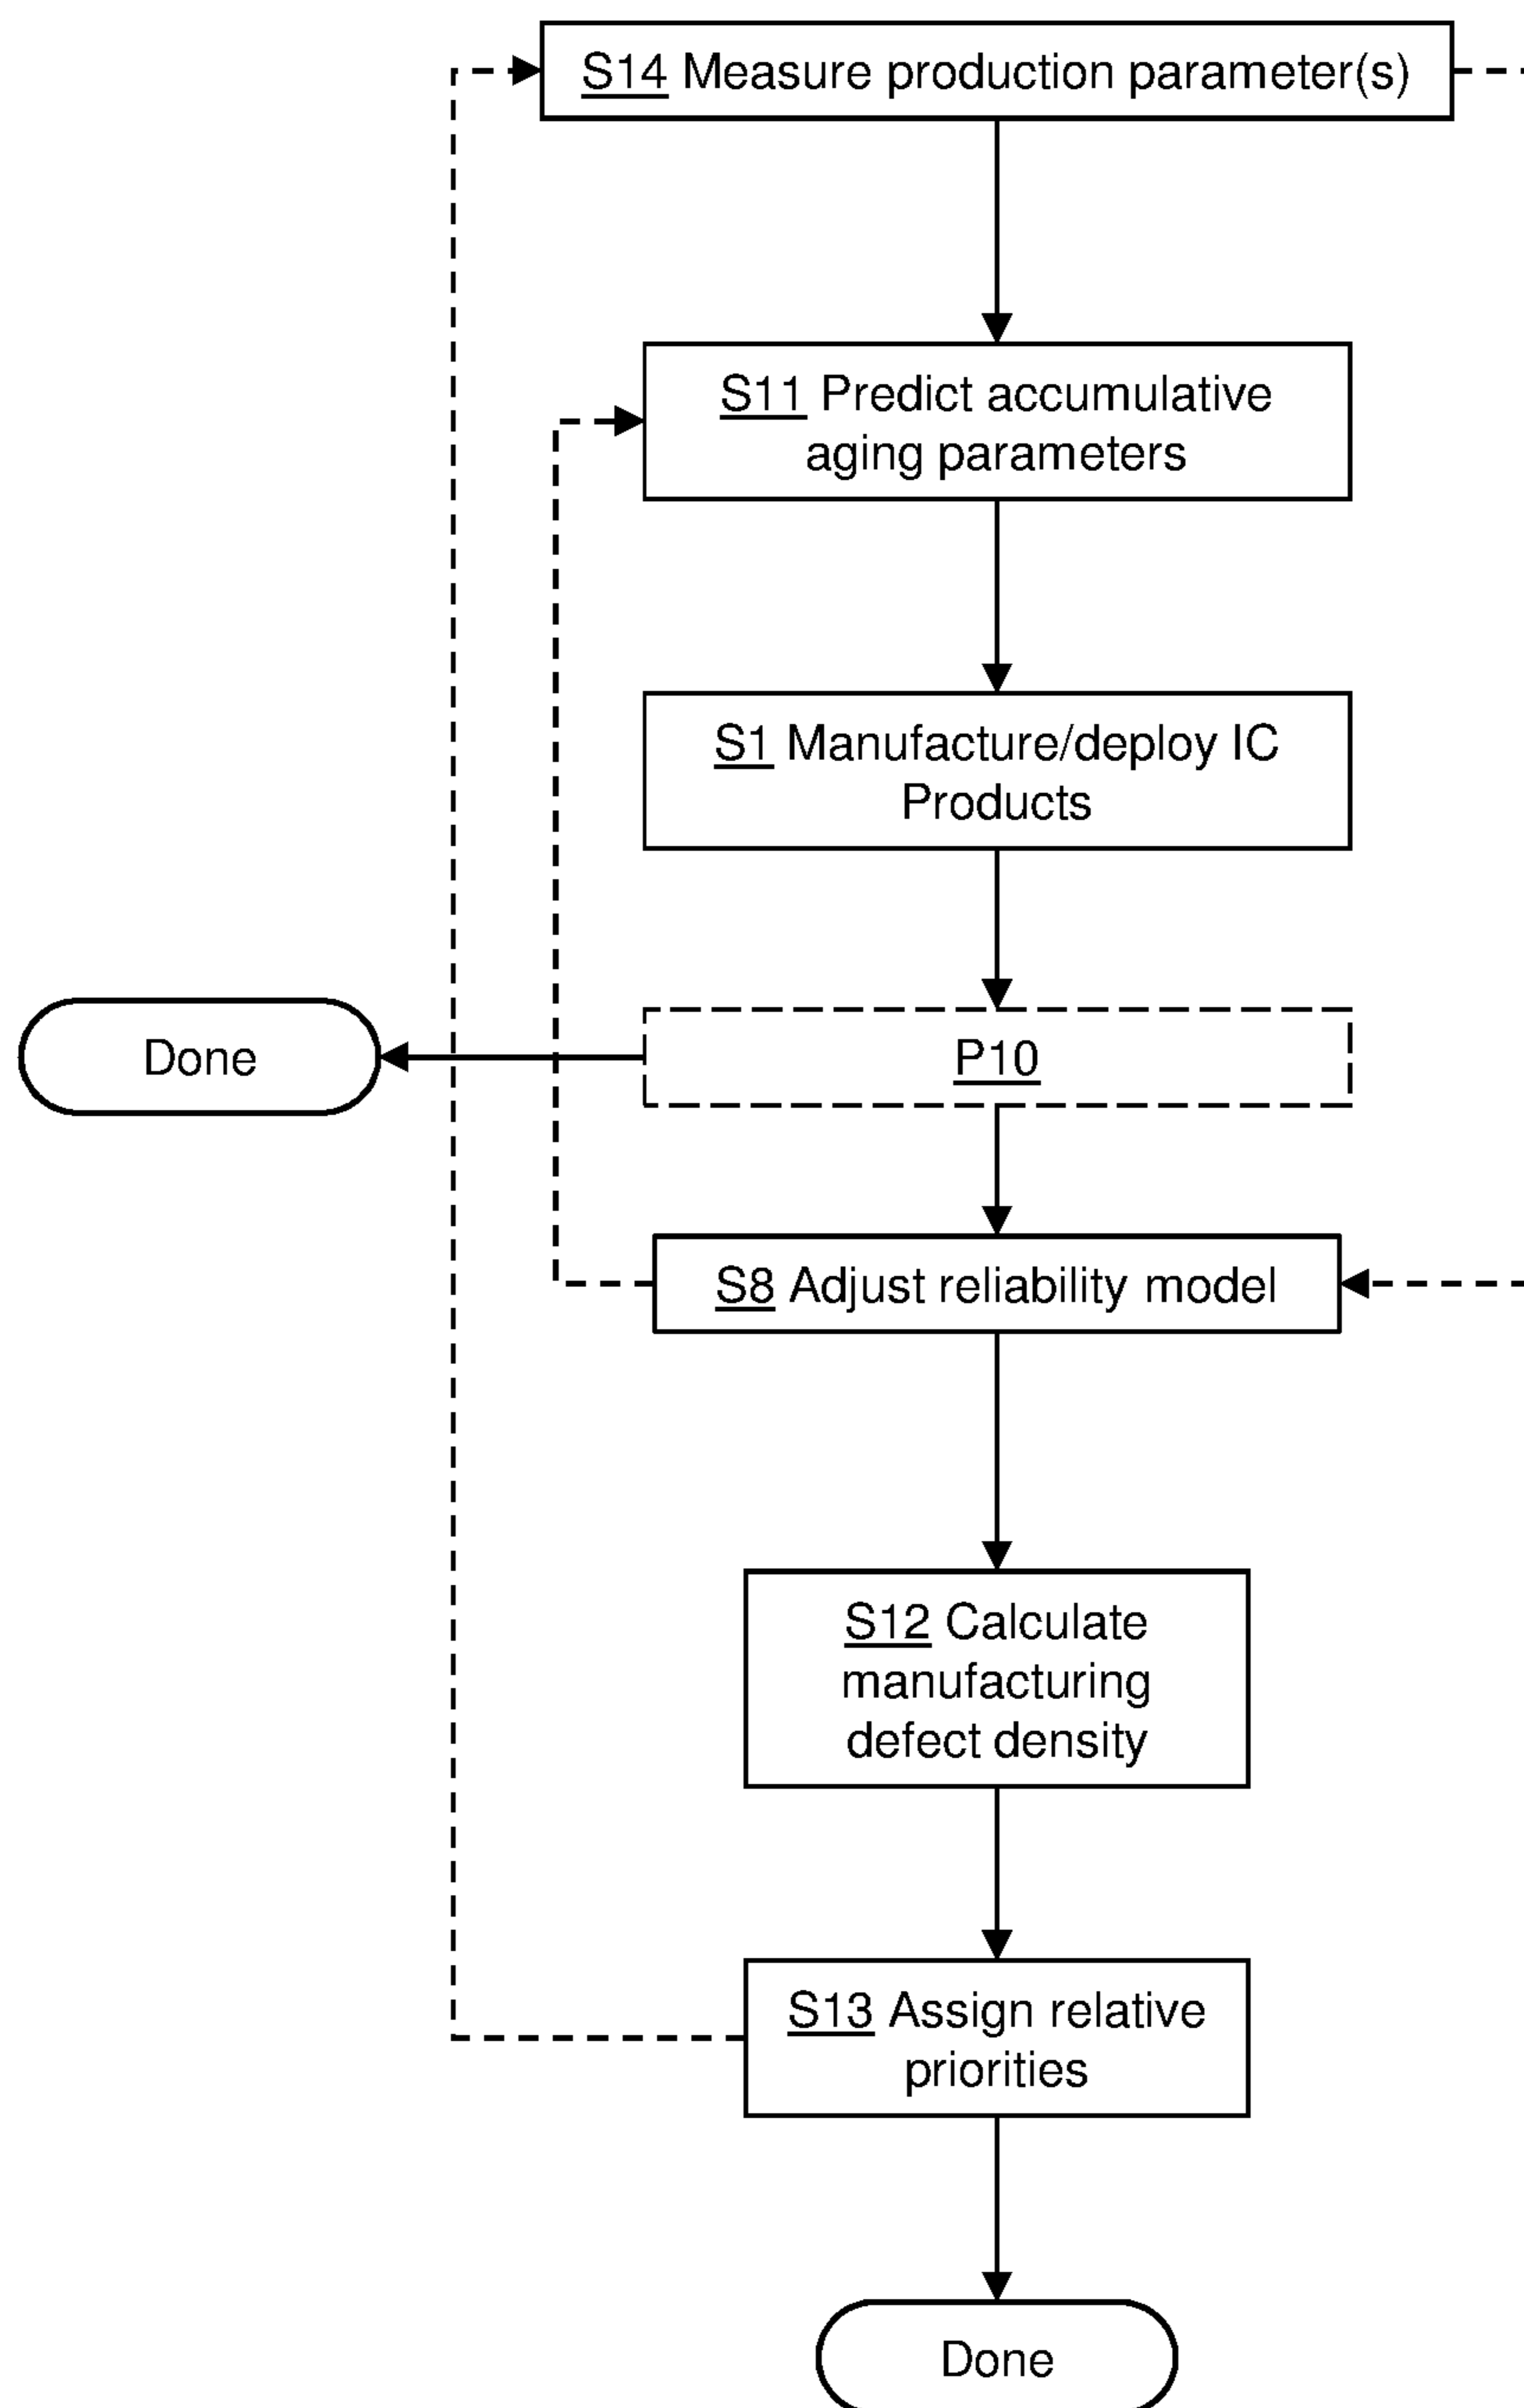 S14 Measure production parameter(s)
S11 Predict accumulative
aging parameters
S1 Manufacture/deploy IC
Products
Done
P10
S8 Adjust reliability model
S12 Calculate
manufacturing
defect density
S13 Assign relative
priorities
Done